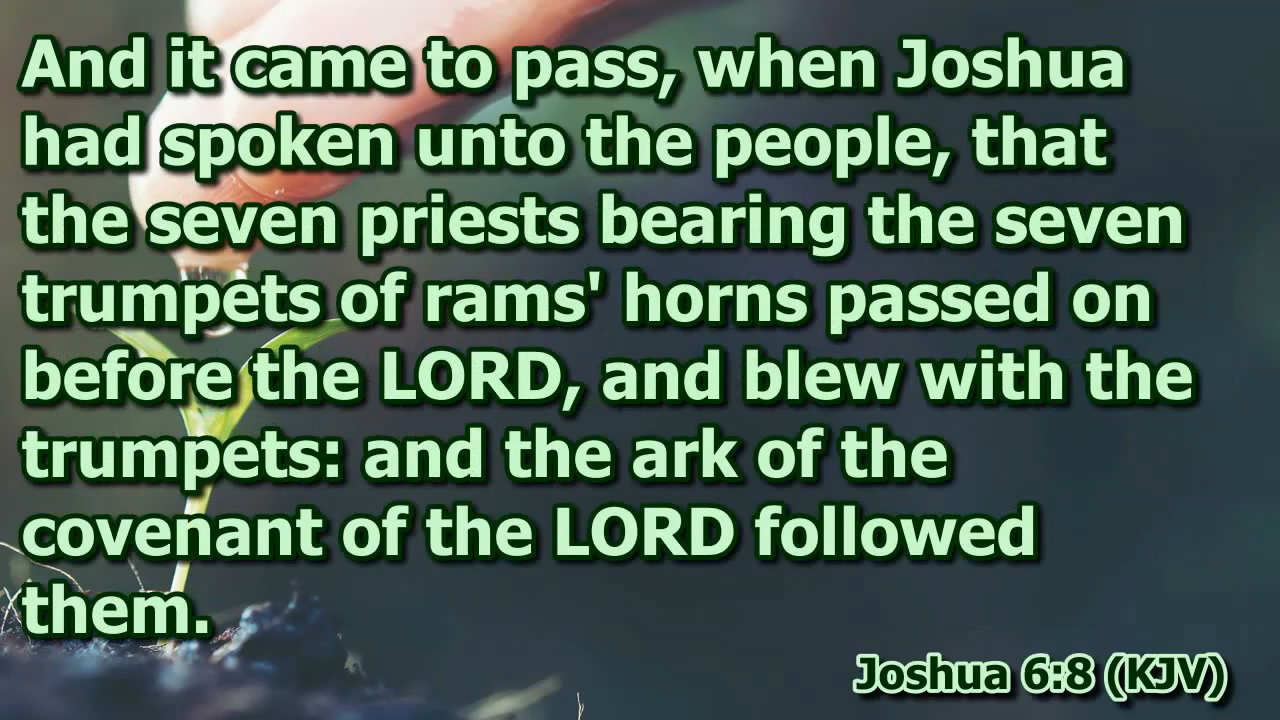 And it came to pass, when Joshua
had spoken unto the people, that
the seven priests bearing the seven
trumpets of rams' horns passed on
before the LORD, and blew with the
trumpets: and the ark of the
covenant of the LORD followed
them.
Joshua 6:8 (KJV)